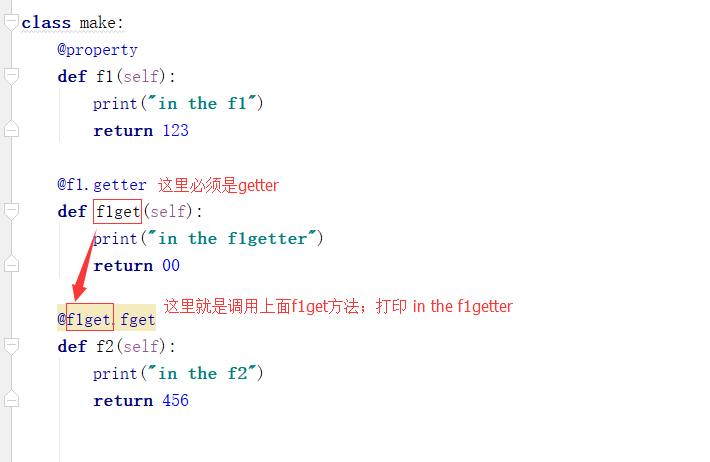 class make:
@property
def f1(self):
print("in the f1")
return 123
@f1.getter 这里必须是getter
def f1get(self):
print("in the f1getter")
return 00
@f1get.fget 这里就是调用上面f1get方法；打印 in the f1getter
def f2(self):
print("in the f2")
return 456